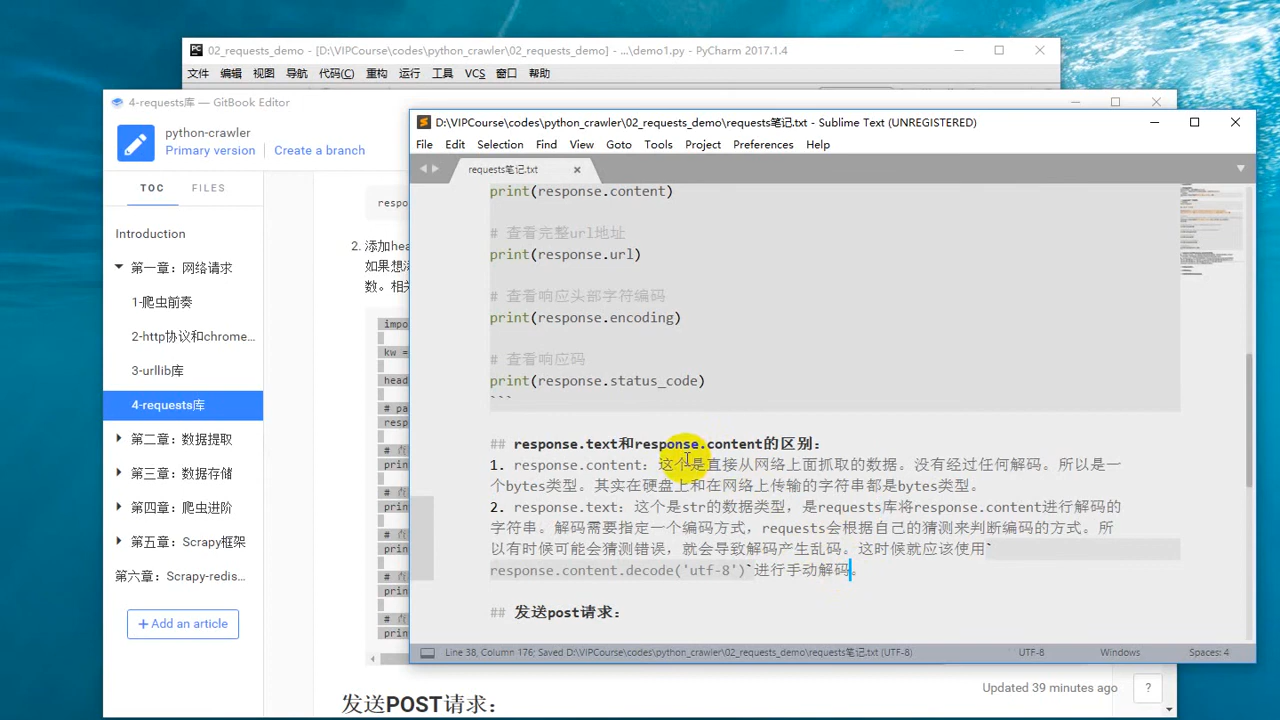 02_requests_demo - [D:\VIPCourse\codes\python_crawler\02_requests_demo] - ...\demo1.py - PyCharm 2017.1.4
文件 编辑 视图 导航 代码(C) 重构 运行 工具 VCS 窗口 帮助
4-requests库 — GitBook Editor
python-crawler
Primary version Create a branch
TOC FILES
Introduction
第一章：网络请求
1-爬虫前奏
2-http协议和chrome...
3-urllib库
4-requests库
第二章：数据提取
第三章：数据存储
第四章：爬虫进阶
第五章：Scrapy框架
第六章：Scrapy-redis...
+ Add an article
respo
2. 添加hea
如果想添
数。相关
impo
kw =
head
# pa
resp
prin
prin
prin
prin
prin
发送POST请求：
Updated 39 minutes ago ?
D:\VIPCourse\codes\python_crawler\02_requests_demo\requests笔记.txt - Sublime Text (UNREGISTERED)
File Edit Selection Find View Goto Tools Project Preferences Help
requests笔记.txt
print(response.content)
# 查看完整url地址
print(response.url)
# 查看响应头部字符编码
print(response.encoding)
# 查看响应码
print(response.status_code)
```
## response.text和response.content的区别：
1. response.content：这个是直接从网络上面抓取的数据。没有经过任何解码。所以是一
个bytes类型。其实在硬盘上和在网络上传输的字符串都是bytes类型。
2. response.text：这个是str的数据类型，是requests库将response.content进行解码的
字符串。解码需要指定一个编码方式，requests会根据自己的猜测来判断编码的方式。所
以有时候可能会猜测错误，就会导致解码产生乱码。这时候就应该使用`
response.content.decode('utf-8')`进行手动解码。
## 发送post请求：
Line 38, Column 176; Saved D:\VIPCourse\codes\python_crawler\02_requests_demo\requests笔记.txt (UTF-8) UTF-8 Windows Spaces: 4